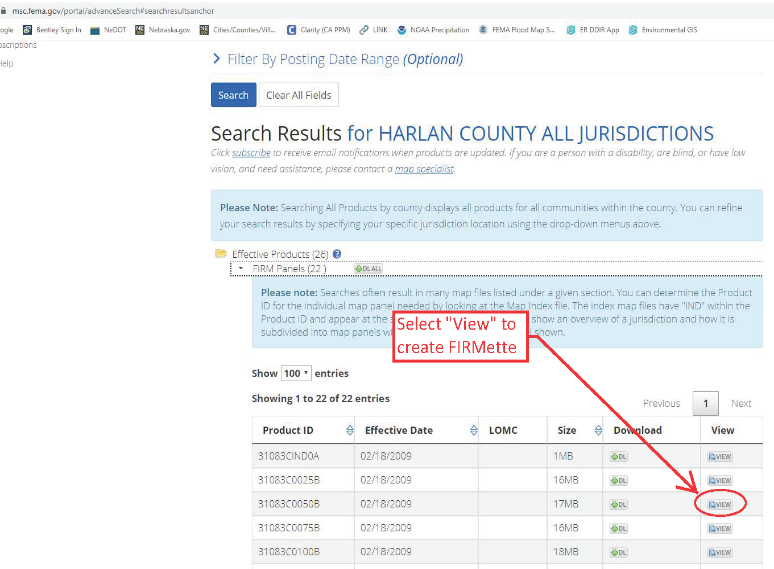 msc.fema.gov/portal/advanceSearch#searchresultsanchor
ogle Bentley Sign In NeDOT Nebraska.gov Cities/Counties/Vill... Clarity (CA PPM) LINK NOAA Precipitation FEMA Flood Map S... ER DDIR App Environmental GIS
bscriptions
Help
Filter By Posting Date Range (Optional)
Search Clear All Fields
Search Results for HARLAN COUNTY ALL JURISDICTIONS
Click subscribe to receive email notifications when products are updated. If you are a person with a disability, are blind, or have low
vision, and need assistance, please contact a map specialist.
Please Note: Searching All Products by county displays all products for all communities within the county. You can refine
your search results by specifying your specific jurisdiction location using the drop-down menus above.
Effective Products (26) ?
FIRM Panels (22) DL ALL
Please note: Searches often result in many map files listed under a given section. You can determine the Product
ID for the individual map panel needed by looking at the Map Index file. The index map files have "IND" within the
Product ID and appear at the show an overview of a jurisdiction and how it is
subdivided into map panels shown.
Select "View" to
create FIRMette
Show 100 entries
Showing 1 to 22 of 22 entries
Previous 1 Next
Product ID Effective Date LOMC Size Download View
31083CIND0A 02/18/2009 1MB DL VIEW
31083C0025B 02/18/2009 16MB DL VIEW
31083C0050B 02/18/2009 17MB DL VIEW
31083C0075B 02/18/2009 16MB DL VIEW
31083C0100B 02/18/2009 18MB DL VIEW